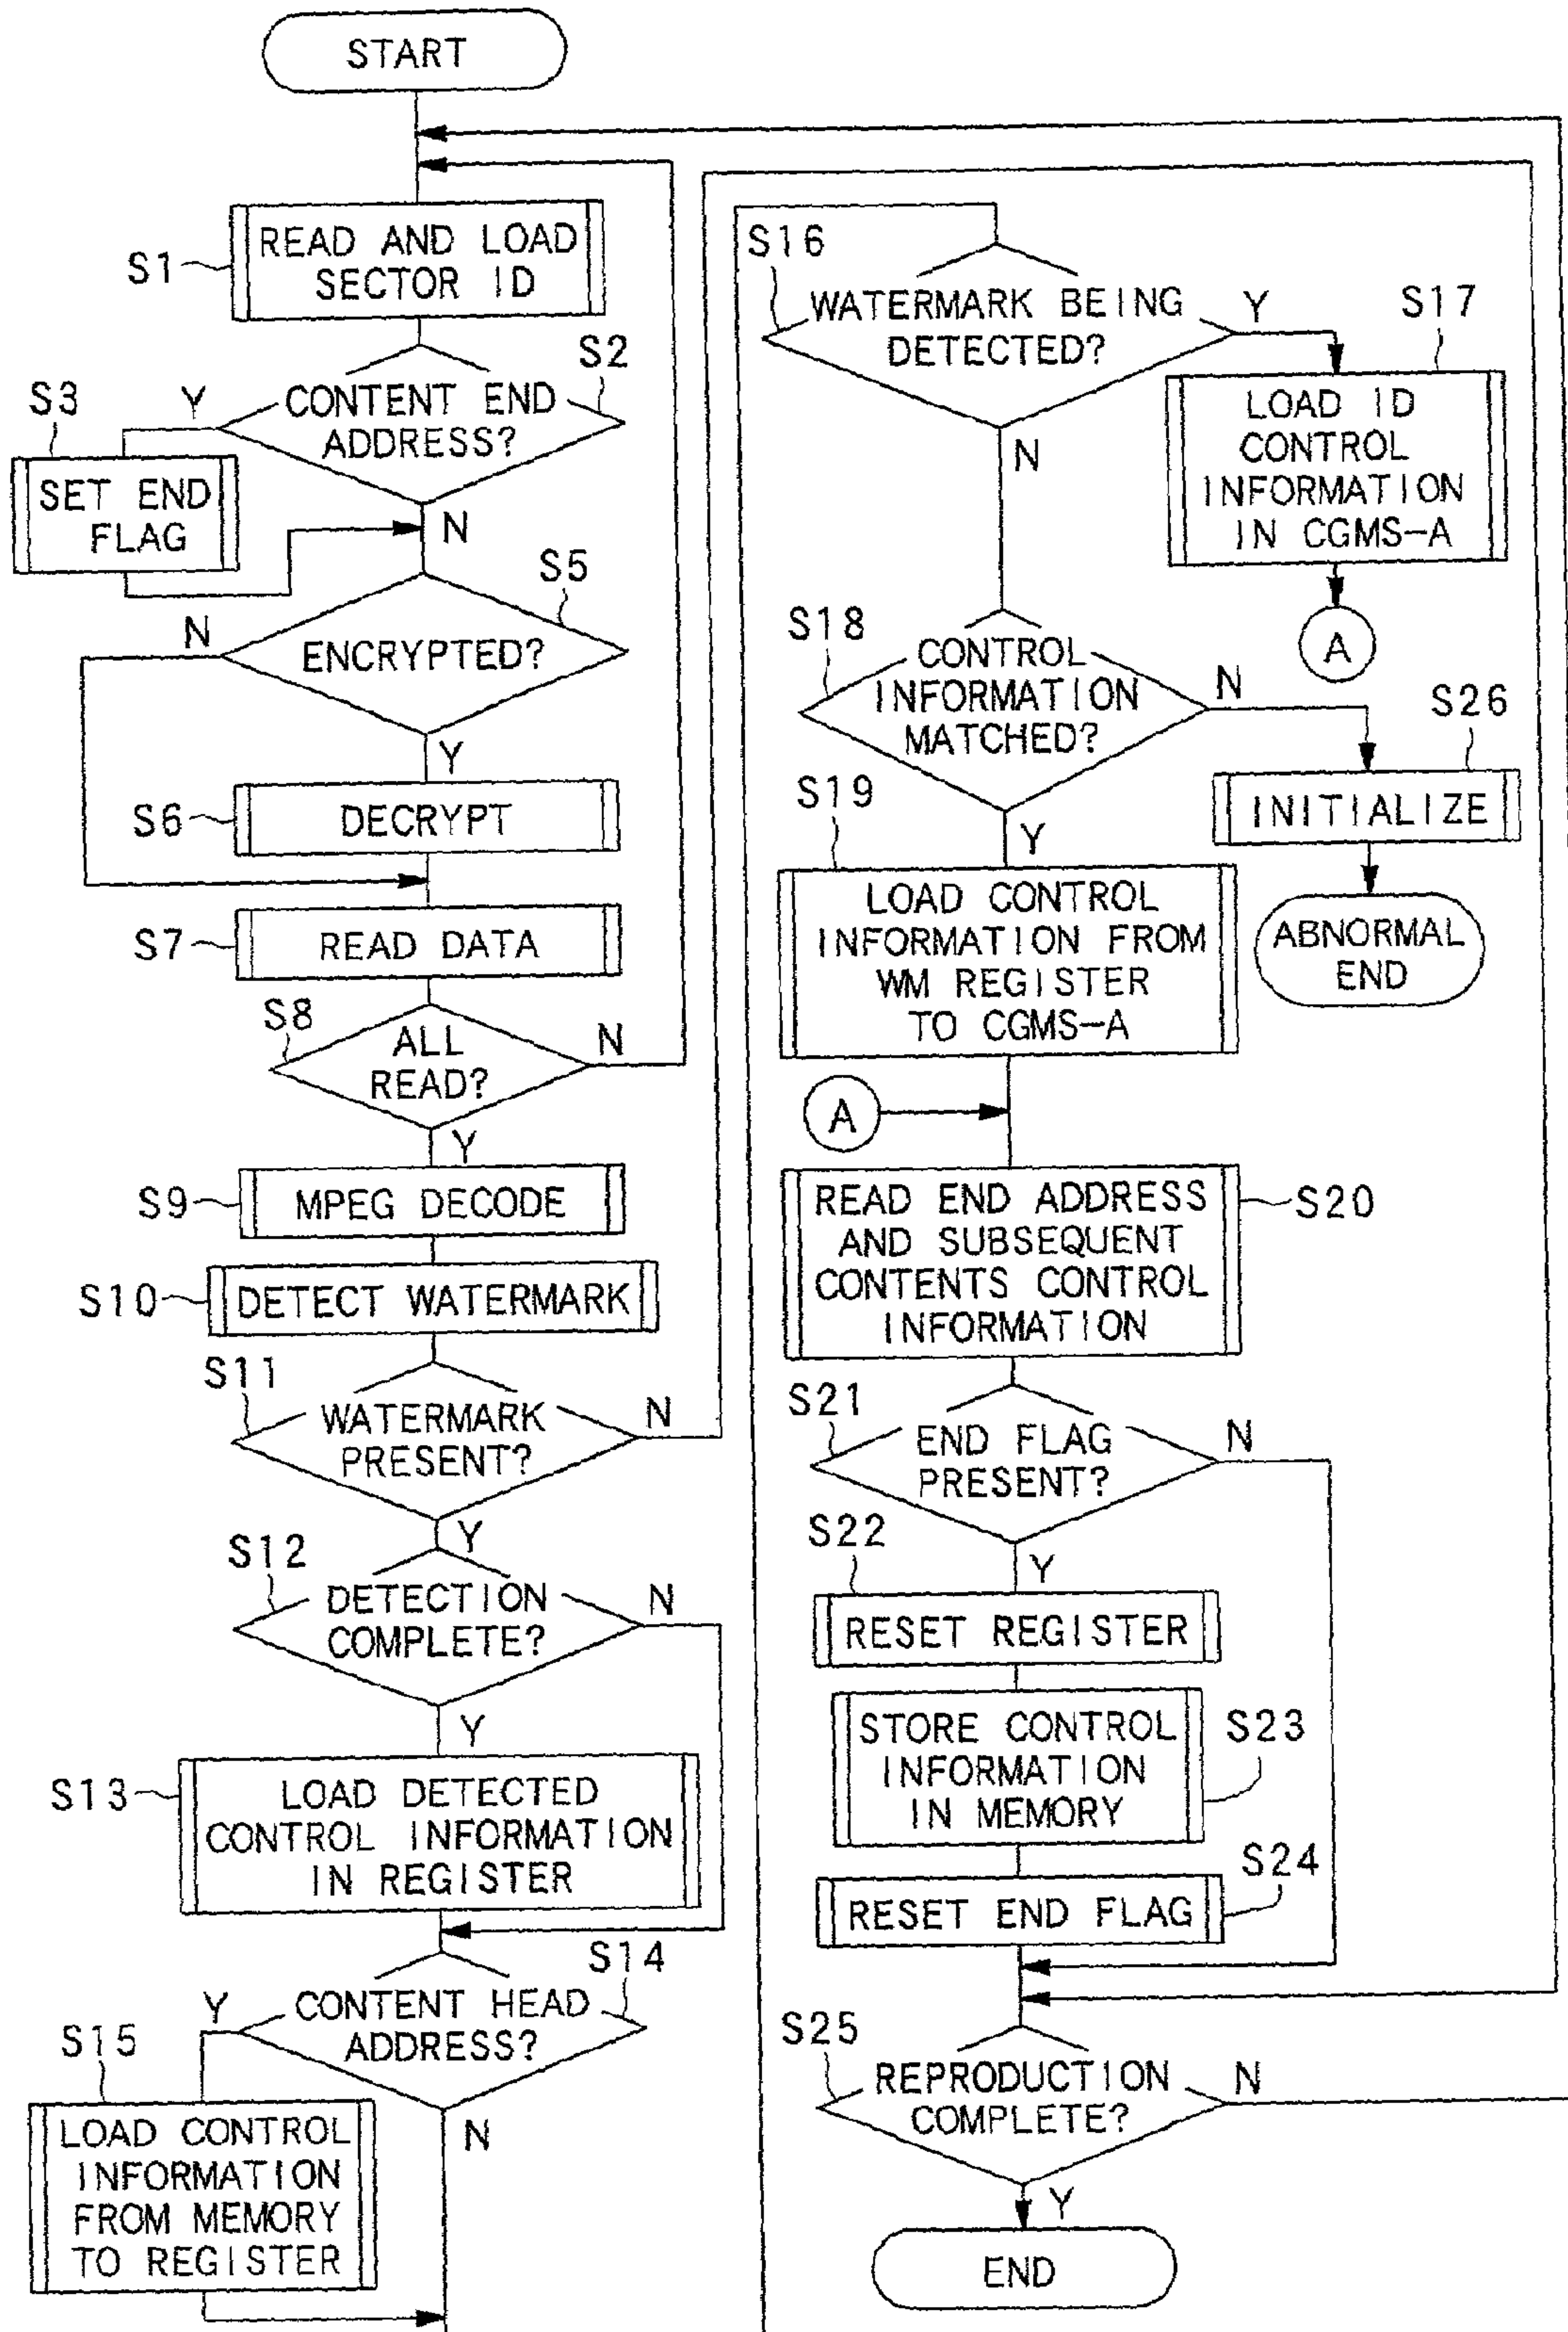 START
S1
READ AND LOAD
SECTOR ID
S2
CONTENT END
ADDRESS?
Y
N
S3
SET END
FLAG
S5
ENCRYPTED?
N
Y
S6
DECRYPT
S7
READ DATA
S8
ALL
READ?
N
Y
S9
MPEG DECODE
S10
DETECT WATERMARK
S11
WATERMARK
PRESENT?
N
Y
S12
DETECTION
COMPLETE?
N
Y
S13
LOAD DETECTED
CONTROL INFORMATION
IN REGISTER
S14
CONTENT HEAD
ADDRESS?
Y
N
S15
LOAD CONTROL
INFORMATION
FROM MEMORY
TO REGISTER
S16
WATERMARK BEING
DETECTED?
Y
N
S17
LOAD ID
CONTROL
INFORMATION
IN CGMS-A
A
S18
CONTROL
INFORMATION
MATCHED?
N
Y
S26
INITIALIZE
ABNORMAL
END
S19
LOAD CONTROL
INFORMATION FROM
WM REGISTER
TO CGMS-A
A
S20
READ END ADDRESS
AND SUBSEQUENT
CONTENTS CONTROL
INFORMATION
S21
END FLAG
PRESENT?
N
Y
S22
RESET REGISTER
S23
STORE CONTROL
INFORMATION
IN MEMORY
S24
RESET END FLAG
S25
REPRODUCTION
COMPLETE?
N
Y
END